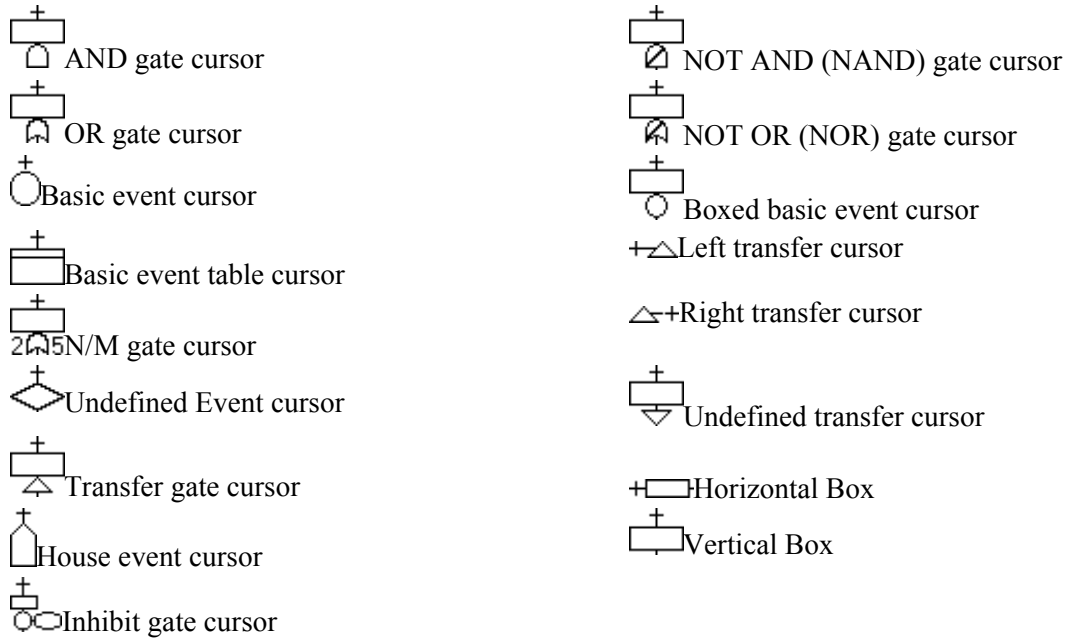 AND gate cursor
OR gate cursor
Basic event cursor
Basic event table cursor
2 5N/M gate cursor
Undefined Event cursor
Transfer gate cursor
House event cursor
Inhibit gate cursor
NOT AND (NAND) gate cursor
NOT OR (NOR) gate cursor
Boxed basic event cursor
Left transfer cursor
Right transfer cursor
Undefined transfer cursor
Horizontal Box
Vertical Box